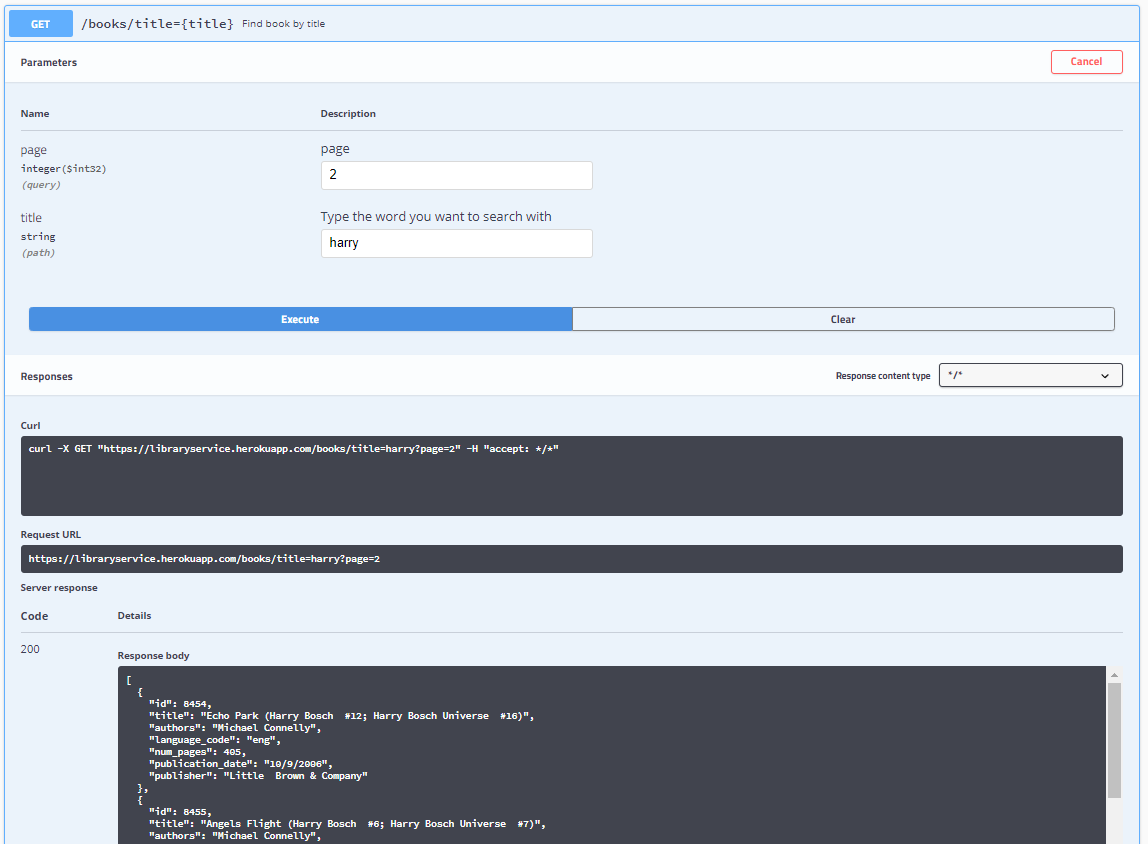 GET /books/title={title} Find book by title
Parameters Cancel
Name Description
page page
integer($int32) 2
(query)
title Type the word you want to search with
string harry
(path)
Execute Clear
Responses Response content type */*
Curl
curl -X GET "https://libraryservice.herokuapp.com/books/title=harry?page=2" -H "accept: */*"
Request URL
https://libraryservice.herokuapp.com/books/title=harry?page=2
Server response
Code Details
200
Response body
[
{
"id": 8454,
"title": "Echo Park (Harry Bosch  #12; Harry Bosch Universe  #16)",
"authors": "Michael Connelly",
"language_code": "eng",
"num_pages": 405,
"publication_date": "10/9/2006",
"publisher": "Little  Brown & Company"
},
{
"id": 8455,
"title": "Angels Flight (Harry Bosch  #6; Harry Bosch Universe  #7)",
"authors": "Michael Connelly",